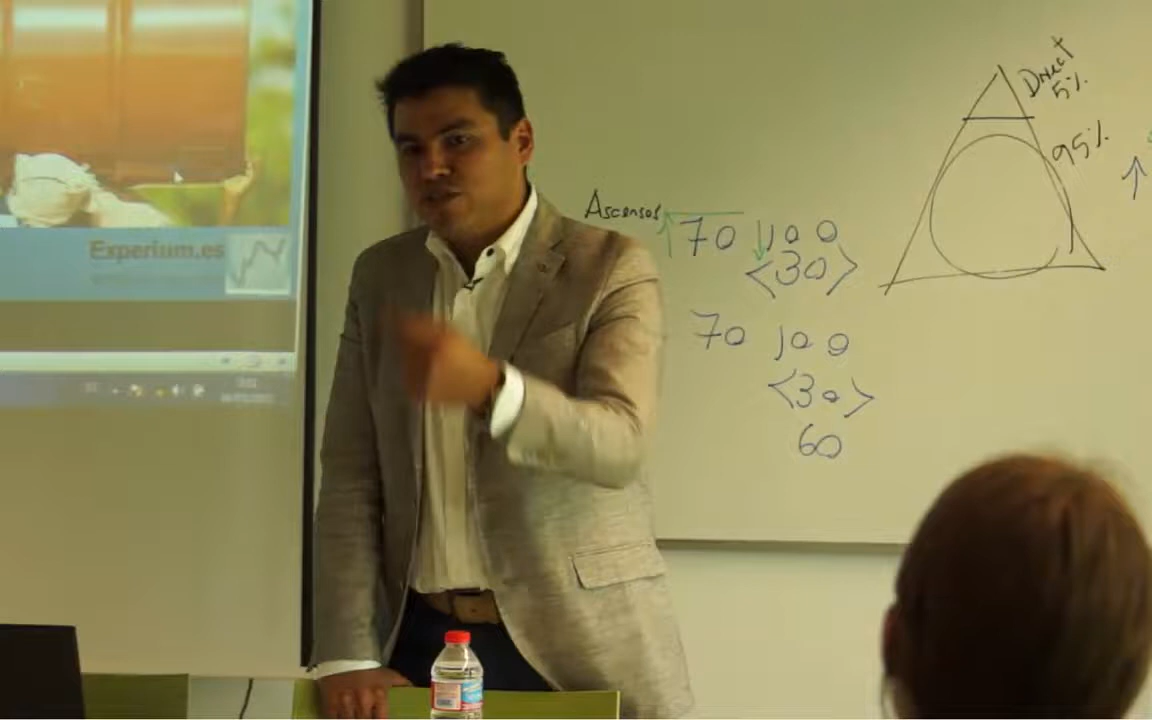 Experium.es
Ascensos 70 100
<30>
70 100
<30>
60
Direct
5%
95%